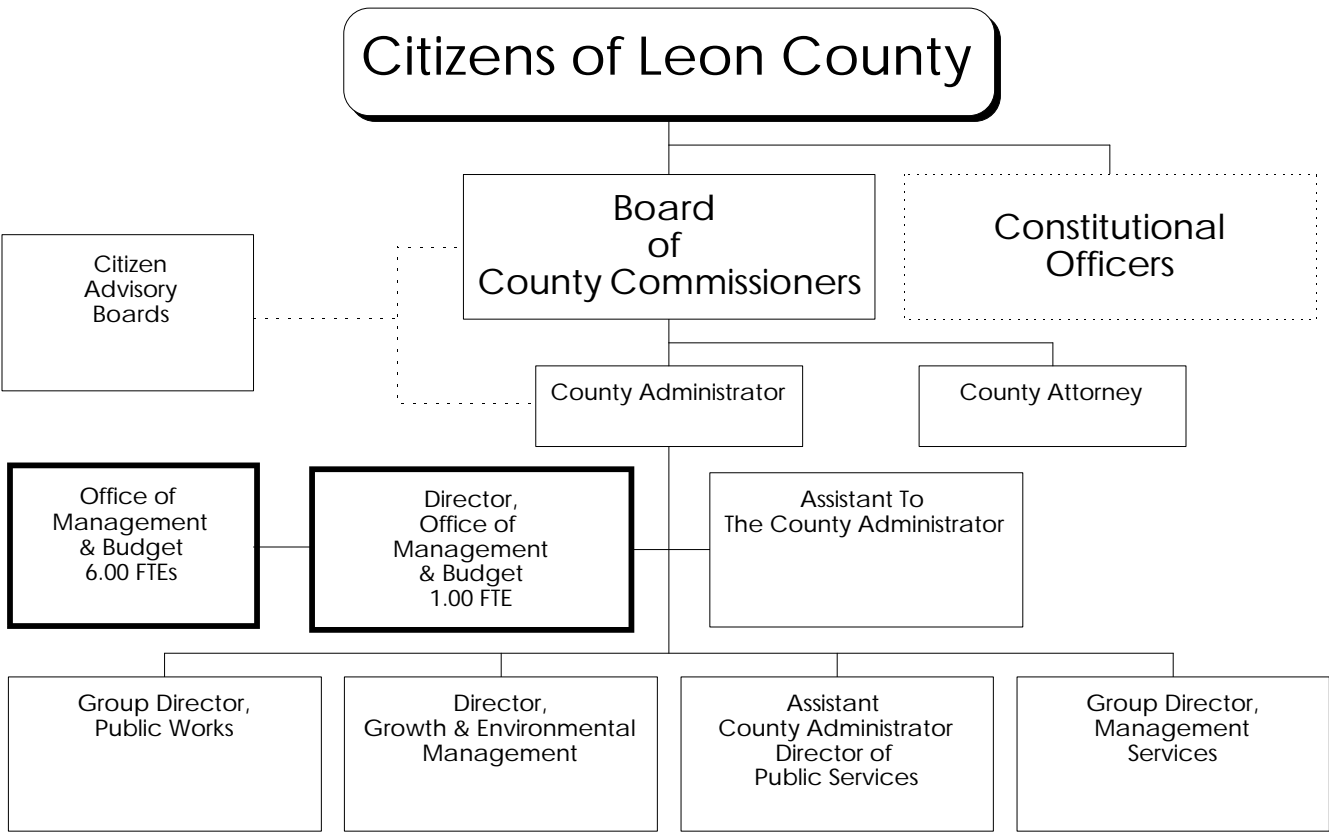 Citizens of Leon County
Board
of
County Commissioners
Constitutional
Officers
Citizen
Advisory
Boards
County Administrator
County Attorney
Office of
Management
& Budget
6.00 FTEs
Director,
Office of
Management
& Budget
1.00 FTE
Assistant To
The County Administrator
Group Director,
Public Works
Director,
Growth & Environmental
Management
Assistant
County Administrator
Director of
Public Services
Group Director,
Management
Services